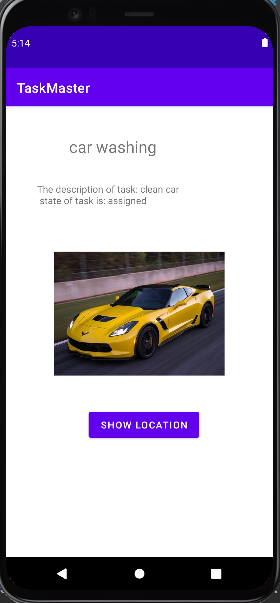 5:14
TaskMaster
car washing
The description of task: clean car
state of task is: assigned
SHOW LOCATION